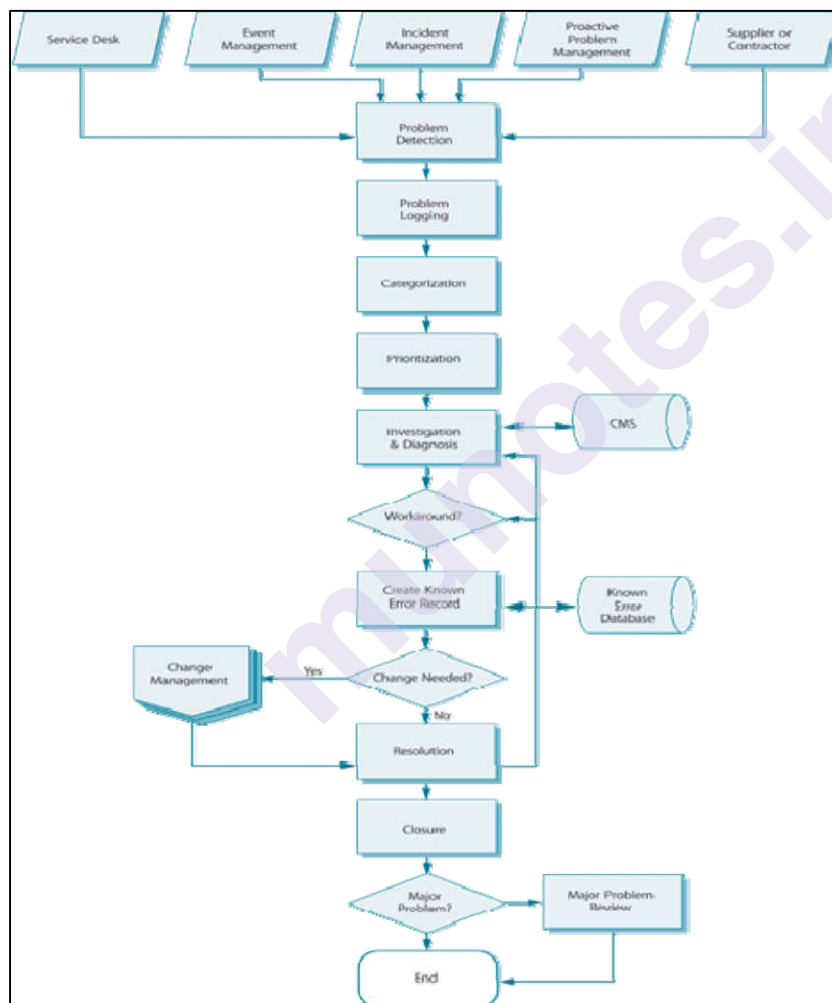 Service Desk
Event
Management
Incident
Management
Proactive
Problem
Management
Supplier or
Contractor
Problem
Detection
Problem
Logging
Categorization
Prioritization
Investigation
& Diagnosis
CMS
Workaround?
Create Known
Error Record
Known
Error
Database
Change
Management
Yes
Change Needed?
No
Resolution
Closure
Major
Problem?
Major Problem
Review
End
munotes.in